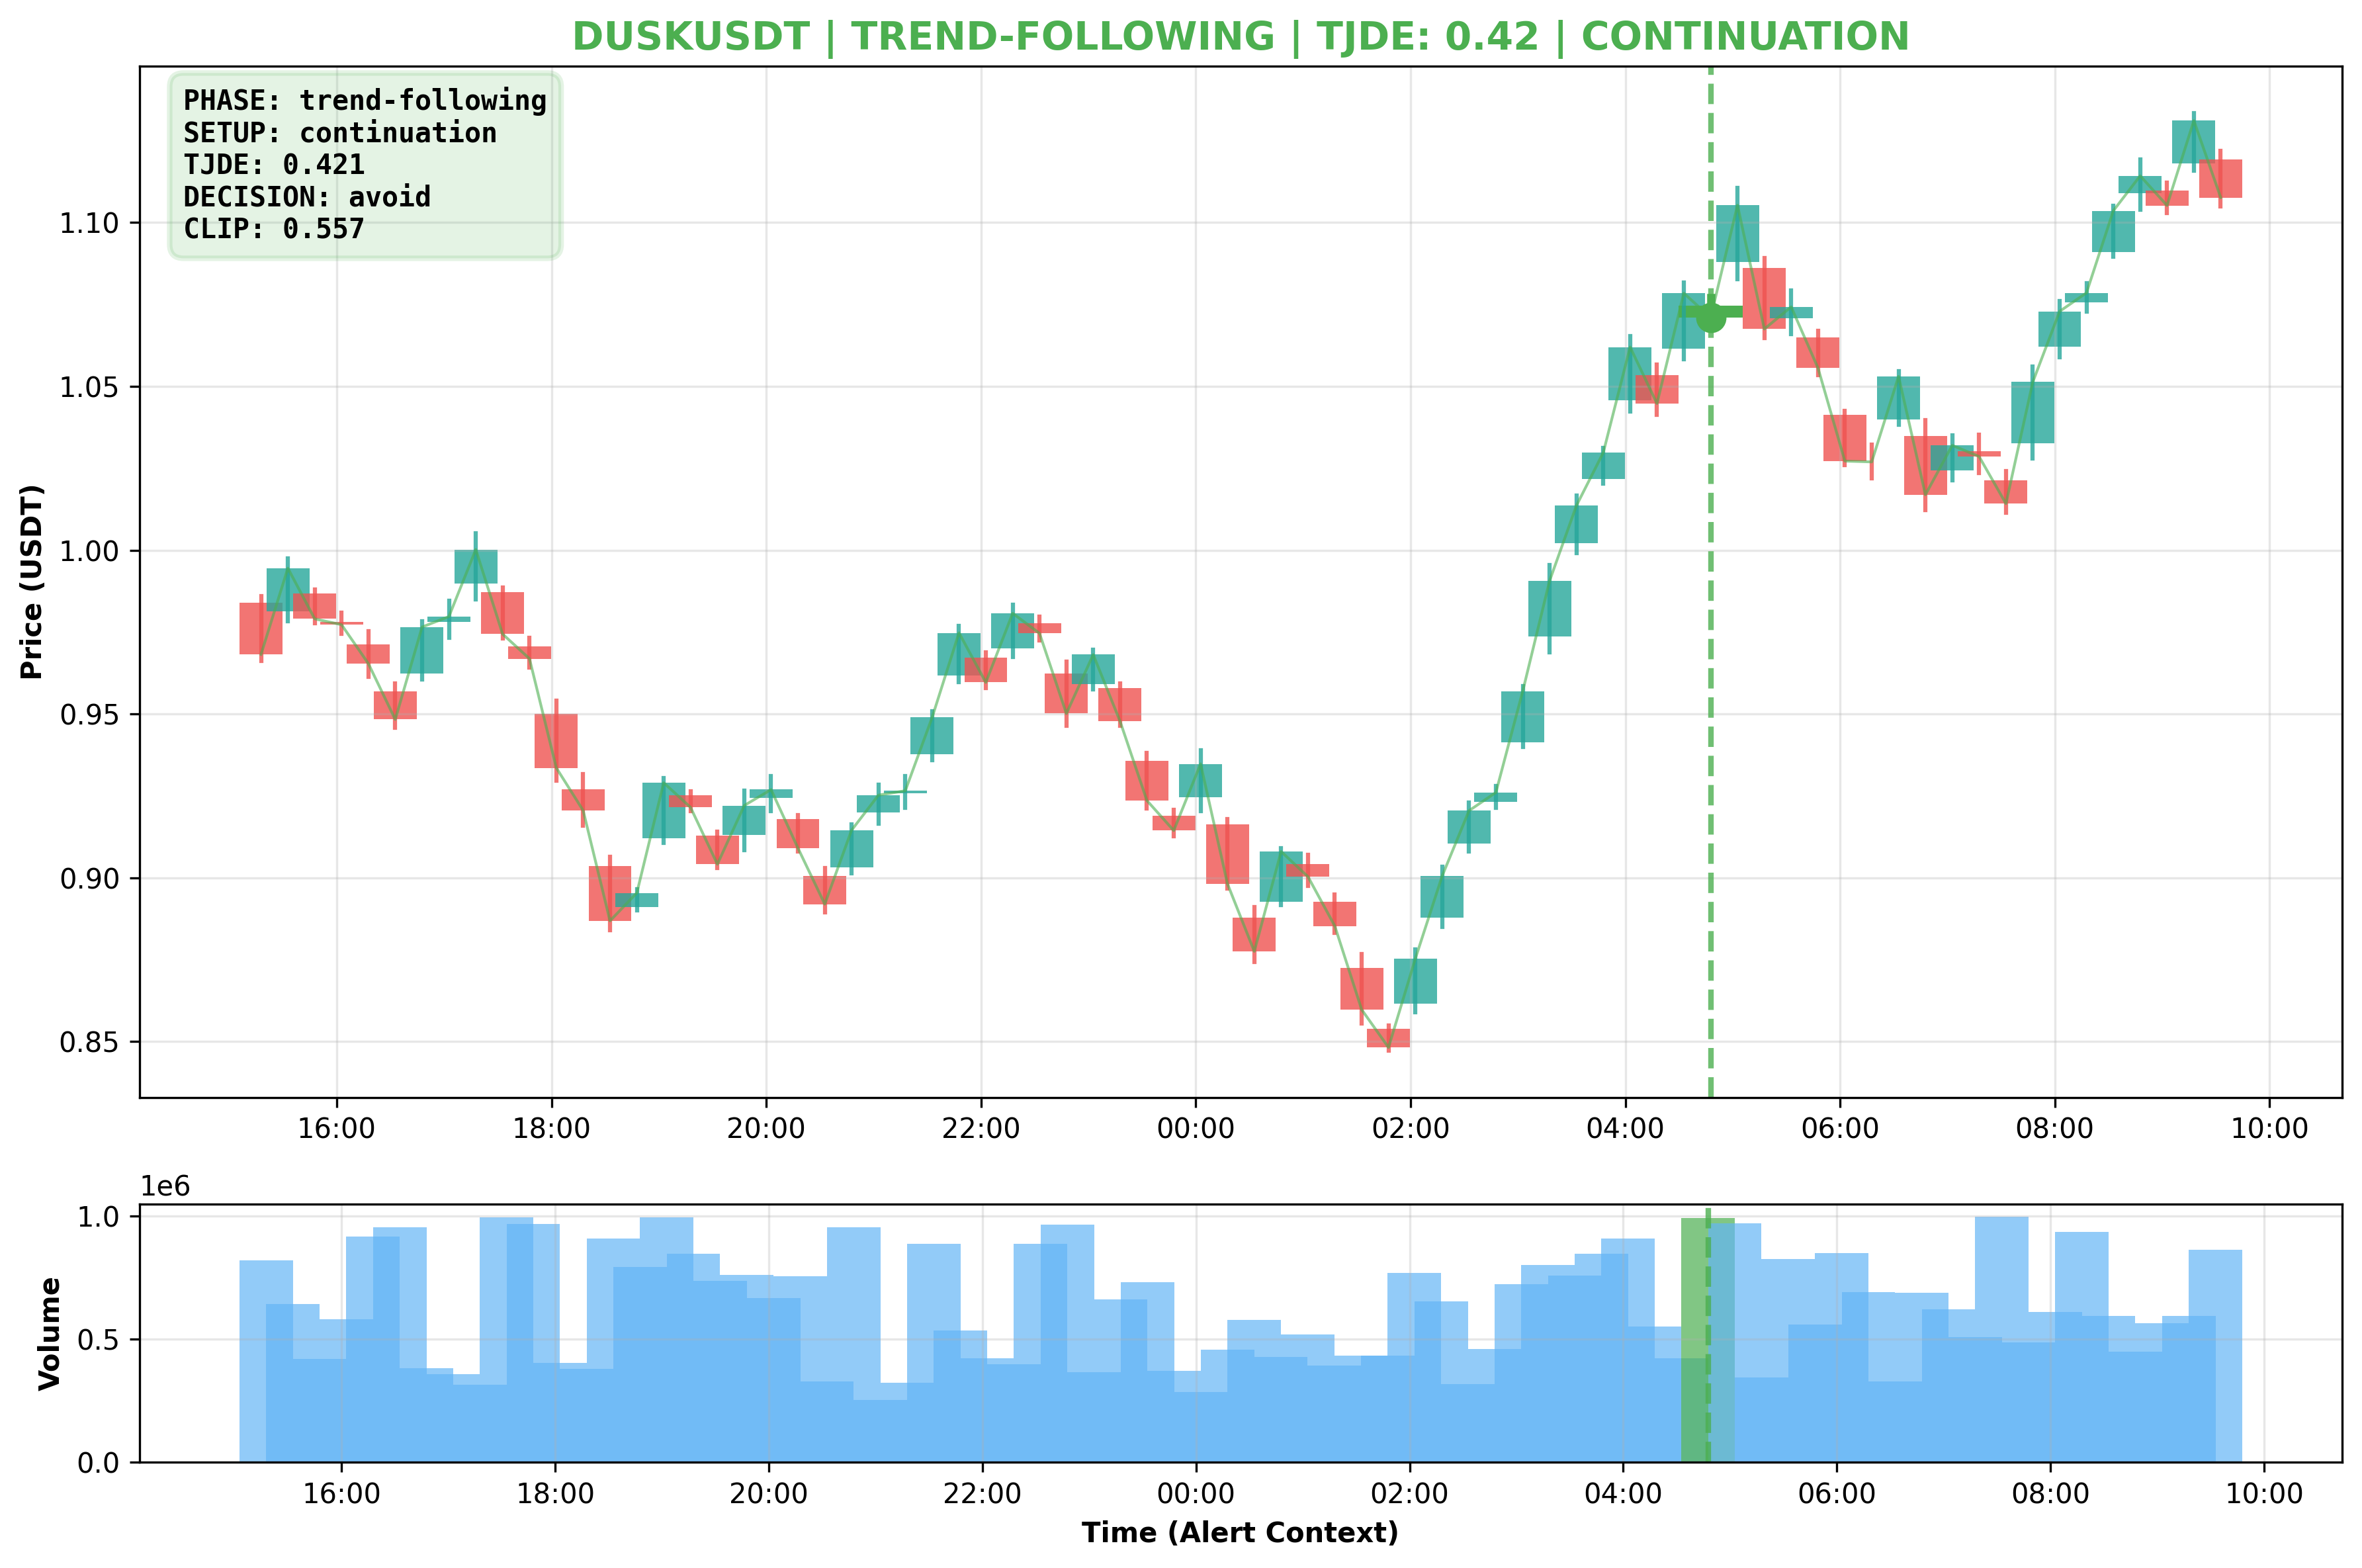 DUSKUSDT | TREND-FOLLOWING | TJDE: 0.42 | CONTINUATION
PHASE: trend-following
SETUP: continuation
TJDE: 0.421
DECISION: avoid
CLIP: 0.557
Price (USDT)
1.10
1.05
1.00
0.95
0.90
0.85
16:00 18:00 20:00 22:00 00:00 02:00 04:00 06:00 08:00 10:00
1e6
Volume
1.0
0.5
0.0
16:00 18:00 20:00 22:00 00:00 02:00 04:00 06:00 08:00 10:00
Time (Alert Context)